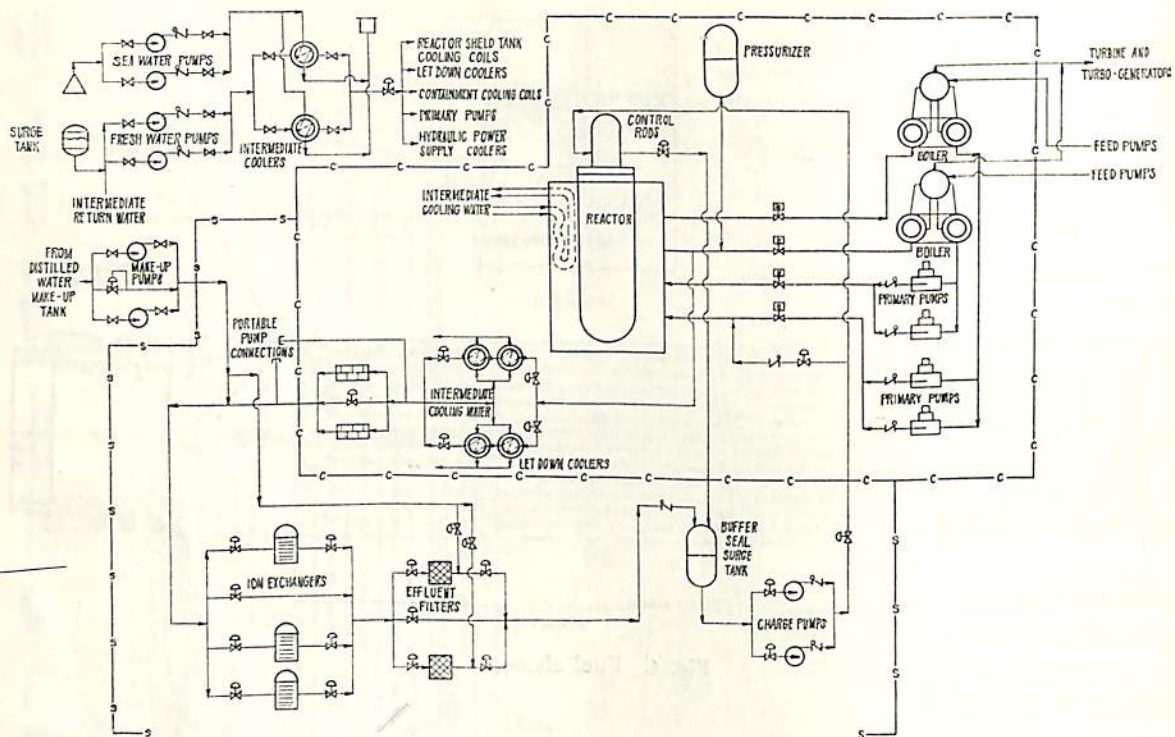 SEA WATER PUMPS
SURGE
TANK
FRESH WATER PUMPS
INTERMEDIATE
COOLERS
INTERMEDIATE
RETURN WATER
REACTOR SHELD TANK
COOLING COILS
LET DOWN COOLERS
CONTAINMENT COOLING COILS
PRIMARY PUMPS
HYDRAULIC POWER
SUPPLY COOLERS
PRESSURIZER
CONTROL
RODS
TURBINE AND
TURBO-GENERATORS
FEED PUMPS
FEED PUMPS
BOILER
BOILER
INTERMEDIATE
COOLING WATER
REACTOR
FROM
DISTILLED
WATER
MAKE-UP
TANK
MAKE-UP
PUMPS
PORTABLE
PUMP
CONNECTIONS
PRIMARY PUMPS
PRIMARY PUMPS
INTERMEDIATE
COOLING WATER
LET DOWN COOLERS
ION EXCHANGERS
EFFLUENT
FILTERS
BUFFER
SEAL
SURGE
TANK
CHARGE PUMPS
C C C C C C C C C C C C C C C C C C C C C C C C C C C C C C C C C C C C C C C
S S S S S S S S S S S S S S S S S S